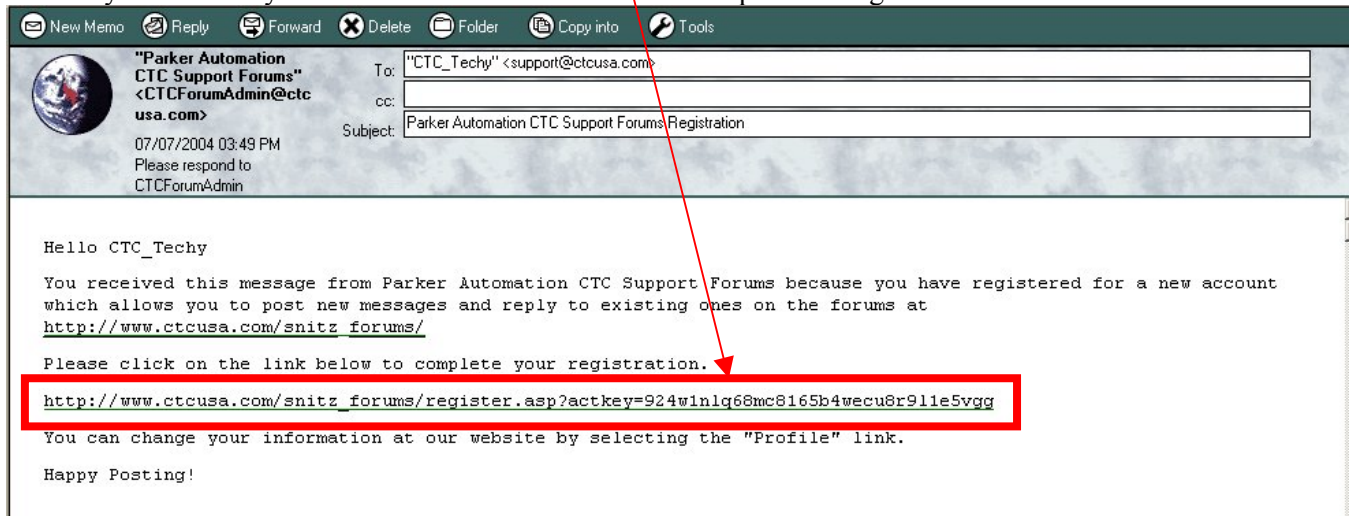 New Memo Reply Forward Delete Folder Copy into Tools
"Parker Automation
CTC Support Forums"
<CTCForumAdmin@ctc
usa.com>
07/07/2004 03:49 PM
Please respond to
CTCForumAdmin
To: "CTC_Techy" <support@ctcusa.com>
cc:
Subject: Parker Automation CTC Support Forums Registration
Hello CTC_Techy
You received this message from Parker Automation CTC Support Forums because you have registered for a new account
which allows you to post new messages and reply to existing ones on the forums at
http://www.ctcusa.com/snitz_forums/
Please click on the link below to complete your registration.
http://www.ctcusa.com/snitz_forums/register.asp?actkey=924w1nlq68mc8165b4wecu8r9l1e5vgg
You can change your information at our website by selecting the "Profile" link.
Happy Posting!